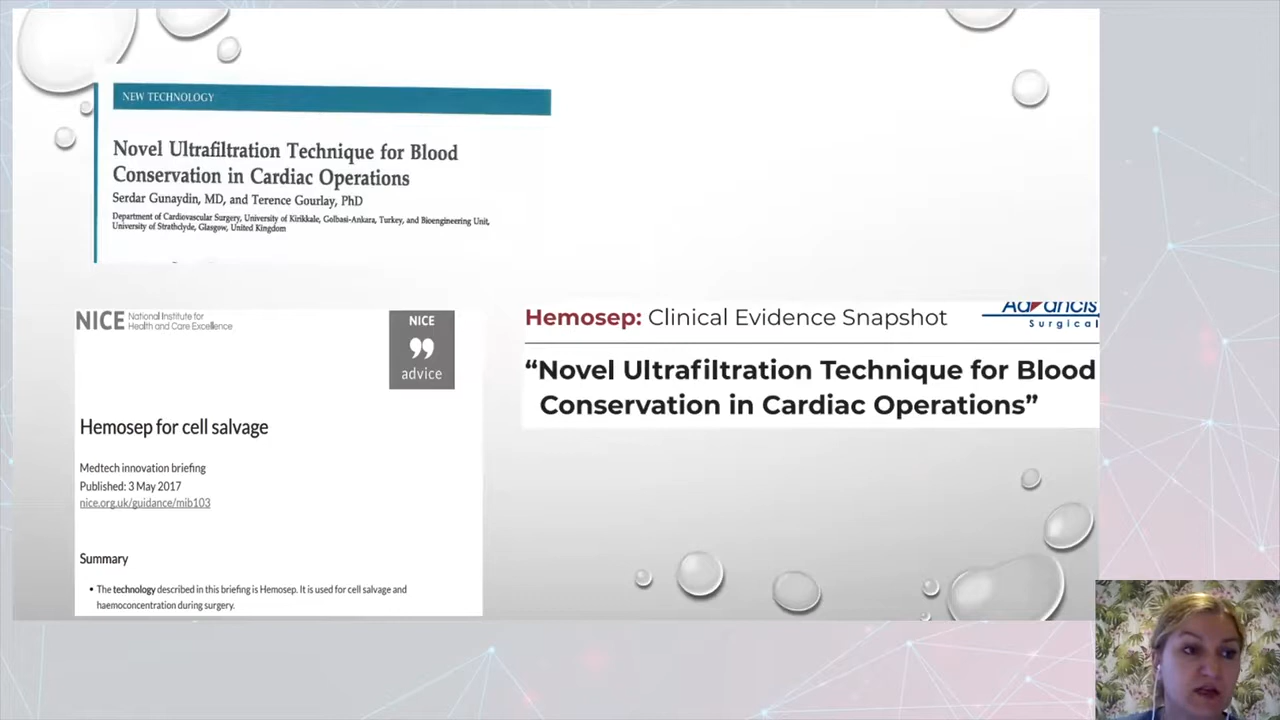 NEW TECHNOLOGY
Novel Ultrafiltration Technique for Blood
Conservation in Cardiac Operations
Serdar Gunaydin, MD, and Terence Gourlay, PhD
Department of Cardiovascular Surgery, University of Kirikkale, Golbasi-Ankara, Turkey, and Bioengineering Unit,
University of Strathclyde, Glasgow, United Kingdom
NICE National Institute for
Health and Care Excellence
NICE
advice
Hemosep for cell salvage
Medtech innovation briefing
Published: 3 May 2017
nice.org.uk/guidance/mib103
Summary
• The technology described in this briefing is Hemosep. It is used for cell salvage and
haemoconcentration during surgery.
Hemosep: Clinical Evidence Snapshot
Advancis
Surgical
“Novel Ultrafiltration Technique for Blood
Conservation in Cardiac Operations”